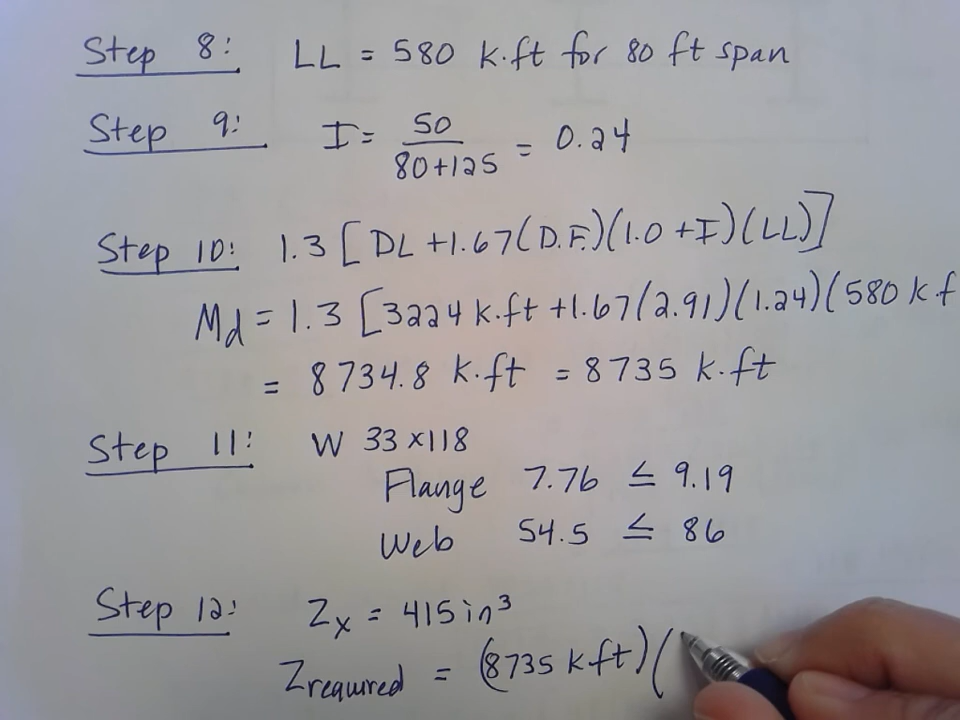 Step 8: LL = 580 k.ft for 80 ft span
Step 9: I = 50/80+125 = 0.24
Step 10: 1.3 [DL + 1.67(D.F.)(1.0 + I)(LL)]
Md = 1.3 [3224 k.ft + 1.67(2.91)(1.24)(580 k.f
= 8734.8 k.ft = 8735 k.ft
Step 11: W 33x118
Flange 7.76 ≤ 9.19
Web 54.5 ≤ 86
Step 12: Zx = 415 in³
Zrequired = (8735 k ft)(